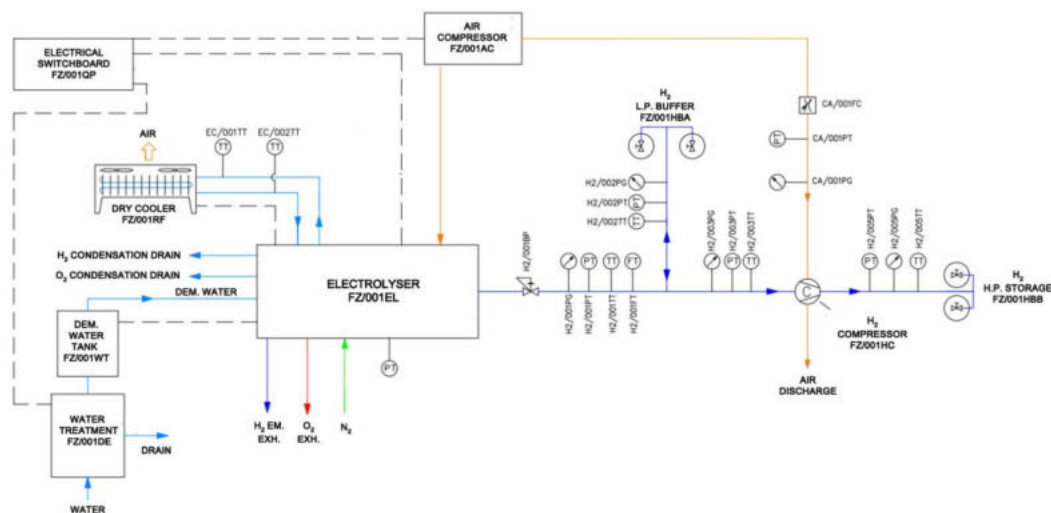 AIR
COMPRESSOR
FZ/001AC
ELECTRICAL
SWITCHBOARD
FZ/001QP
H₂
L.P. BUFFER
FZ/001HBA
CA/001FC
EC/001TT
EC/002TT
AIR
TT
TT
PT
CA/001PT
CA/001PG
H2/002PG
H2/002PT
PT
H2/002TT
TT
DRY COOLER
FZ/001RF
H2/001BP
H2/003PG
H2/003PT
H2/003TT
H2/005PT
H2/005PG
H2/005TT
H₂ CONDENSATION DRAIN
O₂ CONDENSATION DRAIN
ELECTROLYSER
FZ/001EL
PT
TT
FT
PT
TT
PT
TT
H₂
H.P. STORAGE
FZ/001HBB
DEM. WATER
C
H2/001PG
H2/001PT
H2/001TT
H2/001FT
DEM.
WATER
TANK
FZ/001WT
H₂
COMPRESSOR
FZ/001HC
PT
AIR
DISCHARGE
WATER
TREATMENT
FZ/001DE
H₂ EM.
EXH.
O₂
EXH.
N₂
DRAIN
WATER